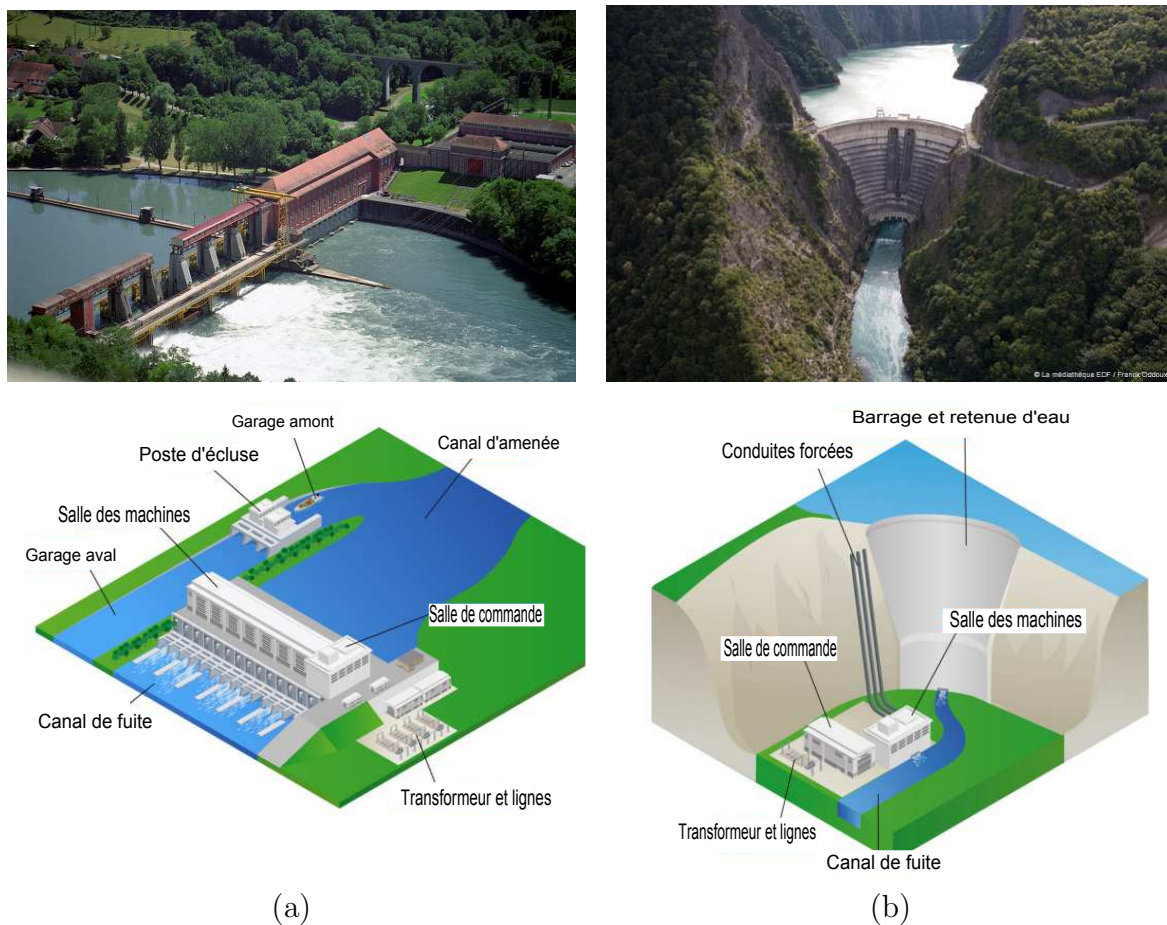 © La médiathèque EDF / Franck Oddoux
Garage amont
Poste d'écluse
Canal d'amenée
Salle des machines
Garage aval
Salle de commande
Canal de fuite
Transformeur et lignes
Barrage et retenue d'eau
Conduites forcées
Salle des machines
Salle de commande
Transformeur et lignes
Canal de fuite
(a)
(b)